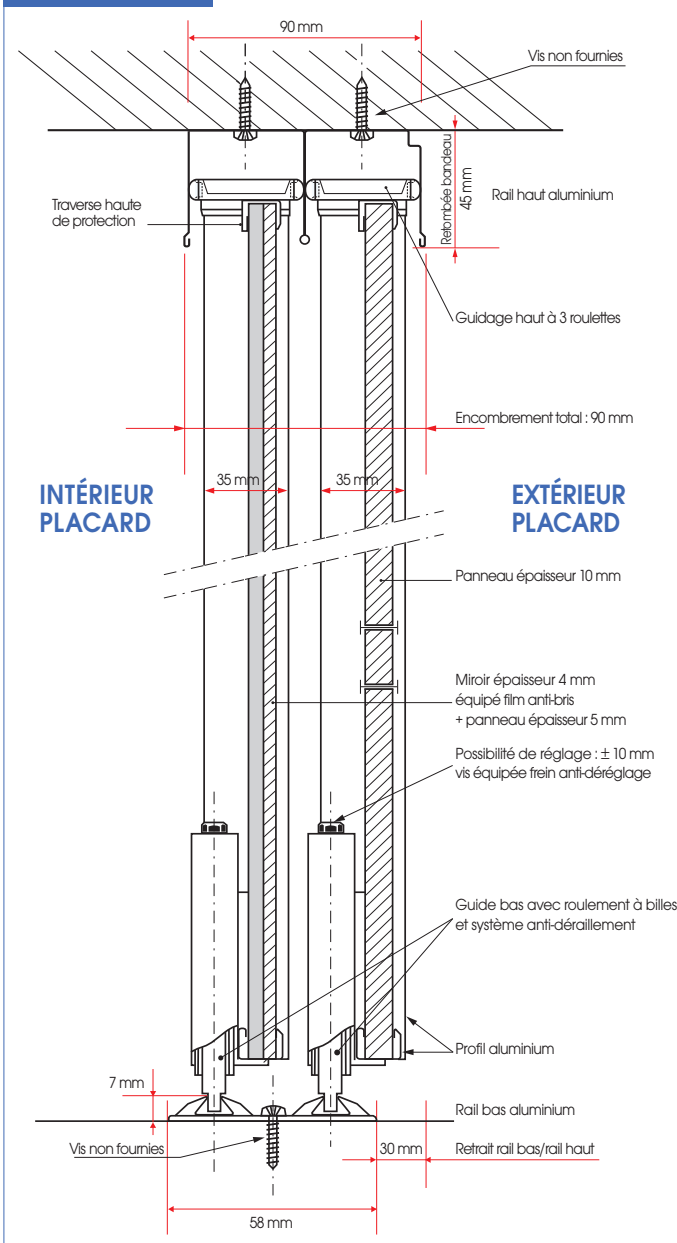 90 mm
Vis non fournies
Retombée bandeau
45 mm
Rail haut aluminium
Traverse haute
de protection
Guidage haut à 3 roulettes
Encombrement total : 90 mm
35 mm
35 mm
INTÉRIEUR
PLACARD
EXTÉRIEUR
PLACARD
Panneau épaisseur 10 mm
Miroir épaisseur 4 mm
équipé film anti-bris
+ panneau épaisseur 5 mm
Possibilité de réglage : ± 10 mm
vis équipée frein anti-déréglage
Guide bas avec roulement à billes
et système anti-déraillement
Profil aluminium
7 mm
Rail bas aluminium
Vis non fournies
30 mm
Retrait rail bas/rail haut
58 mm